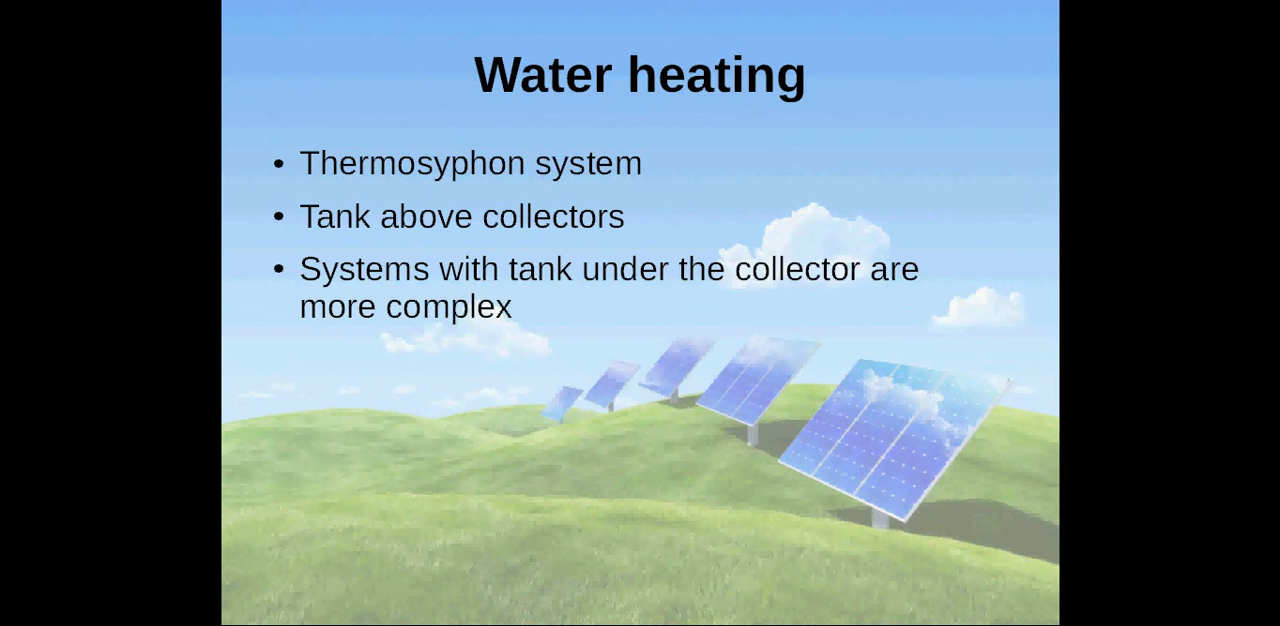 Water heating
• Thermosyphon system
• Tank above collectors
• Systems with tank under the collector are
more complex